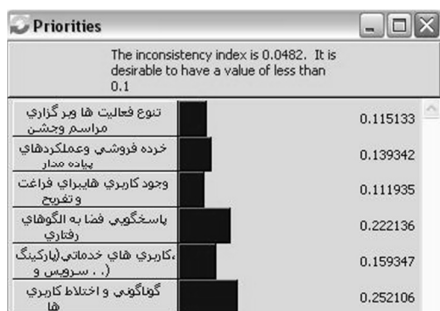 Priorities
The inconsistency index is 0.0482. It is
desirable to have a value of less than
0.1
تنوع فعاليت ها وبر گزاري
مراسم وجشن
0.115133
خرده فروشي وعملكردهاي
پياده مدار
0.139342
وجود كاربري هايبراي فراغت
و تفريح
0.111935
پاسخگويي فضا به الگوهاي
رفتاري
0.222136
،كاربري هاي خدماتي(پاركينگ
(. . سرويس و
0.159347
گوناگوني و اختلاط كاربري
ها
0.252106